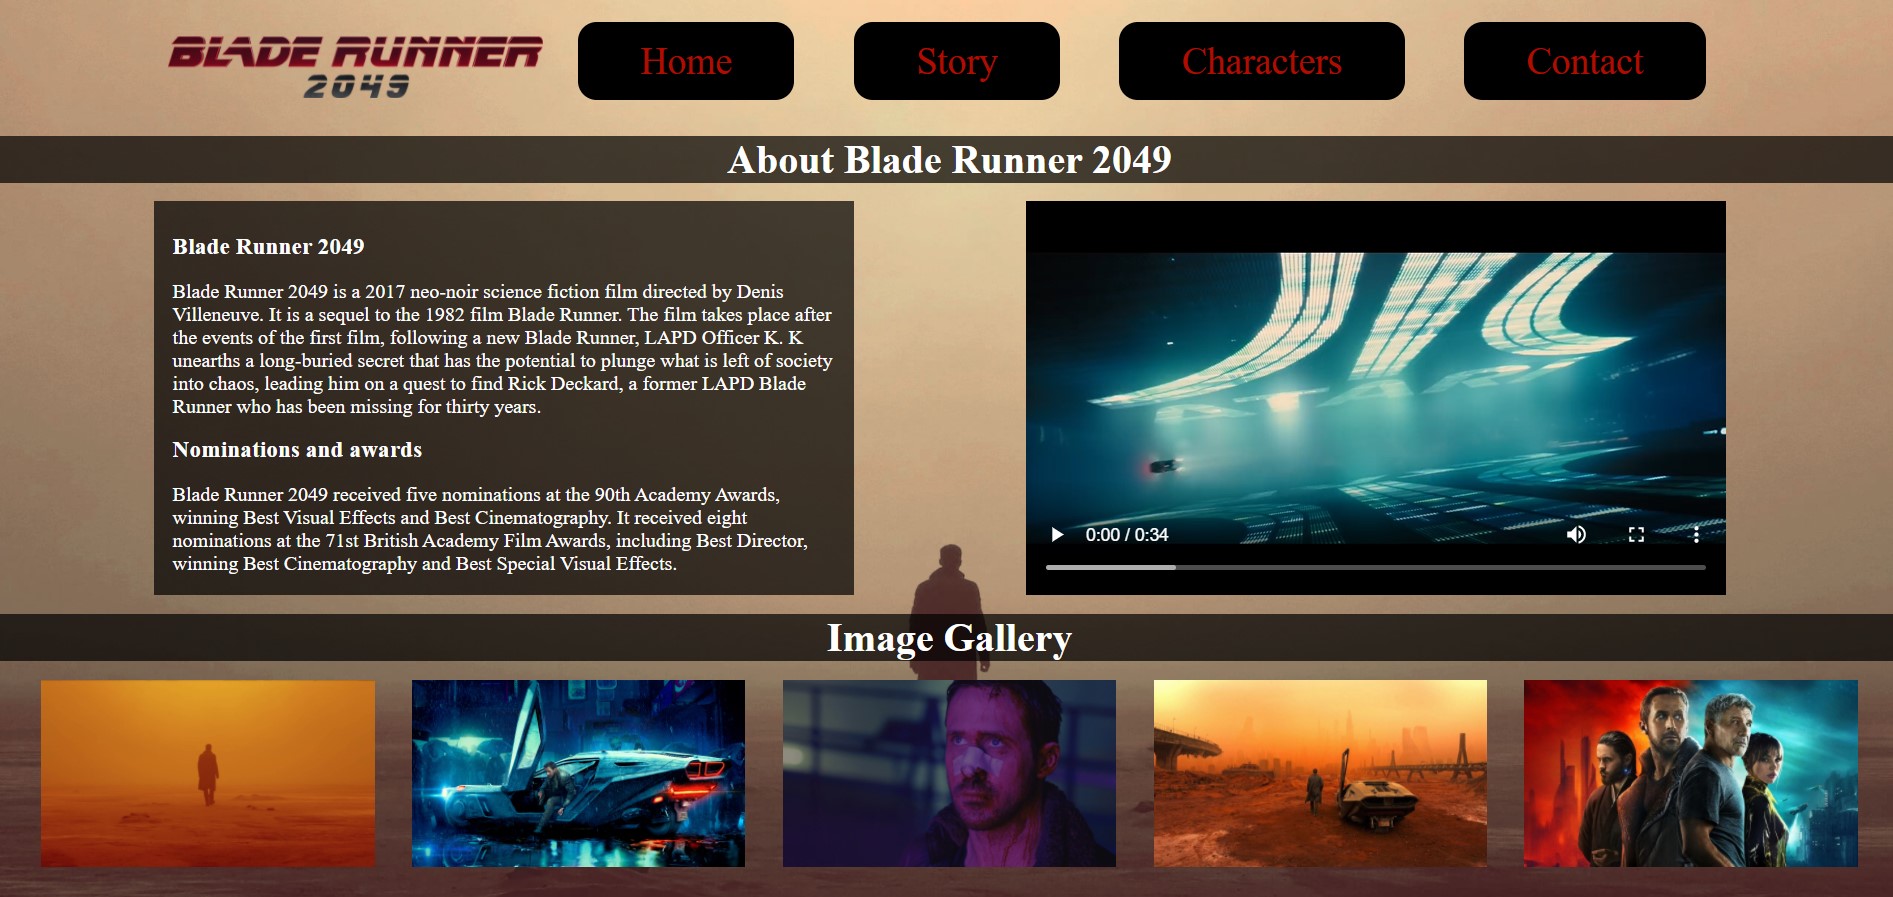 BLADE RUNNER
2049
Home
Story
Characters
Contact
About Blade Runner 2049
Blade Runner 2049
Blade Runner 2049 is a 2017 neo-noir science fiction film directed by Denis
Villeneuve. It is a sequel to the 1982 film Blade Runner. The film takes place after
the events of the first film, following a new Blade Runner, LAPD Officer K. K
unearths a long-buried secret that has the potential to plunge what is left of society
into chaos, leading him on a quest to find Rick Deckard, a former LAPD Blade
Runner who has been missing for thirty years.
Nominations and awards
Blade Runner 2049 received five nominations at the 90th Academy Awards,
winning Best Visual Effects and Best Cinematography. It received eight
nominations at the 71st British Academy Film Awards, including Best Director,
winning Best Cinematography and Best Special Visual Effects.
0:00 / 0:34
Image Gallery